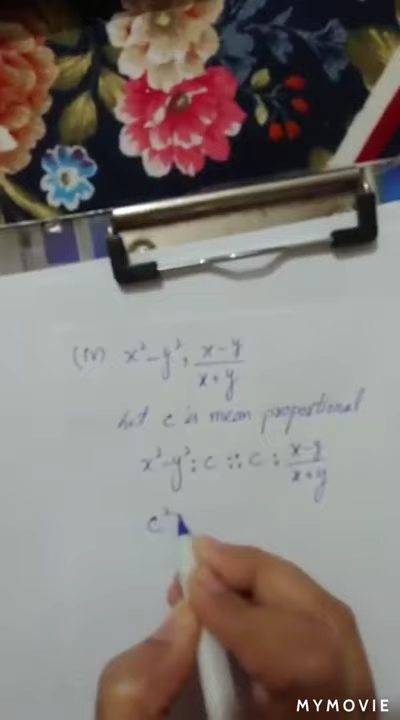 (iv) x²-y², x-y/x+y
Let c is mean proportional
x²-y² : c :: c : x-y/x+y
c²
MYMOVIE